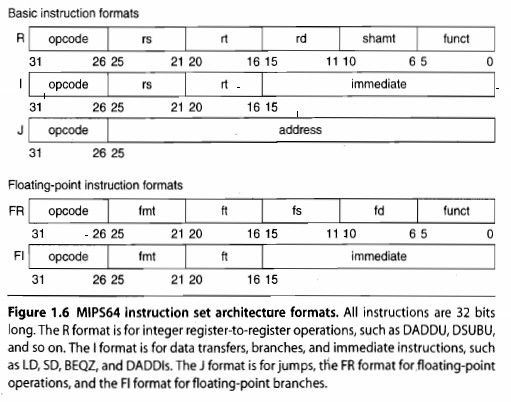 Basic instruction formats
R opcode rs rt rd shamt funct
31 26 25 21 20 16 15 11 10 6 5 0
I opcode rs rt immediate
31 26 25 21 20 16 15
J opcode address
31 26 25
Floating-point instruction formats
FR opcode fmt ft fs fd funct
31 26 25 21 20 16 15 11 10 6 5 0
FI opcode fmt ft immediate
31 26 25 21 20 16 15
Figure 1.6 MIPS64 instruction set architecture formats. All instructions are 32 bits
long. The R format is for integer register-to-register operations, such as DADDU, DSUBU,
and so on. The I format is for data transfers, branches, and immediate instructions, such
as LD, SD, BEQZ, and DADDIs. The J format is for jumps, the FR format for floating-point
operations, and the FI format for floating-point branches.